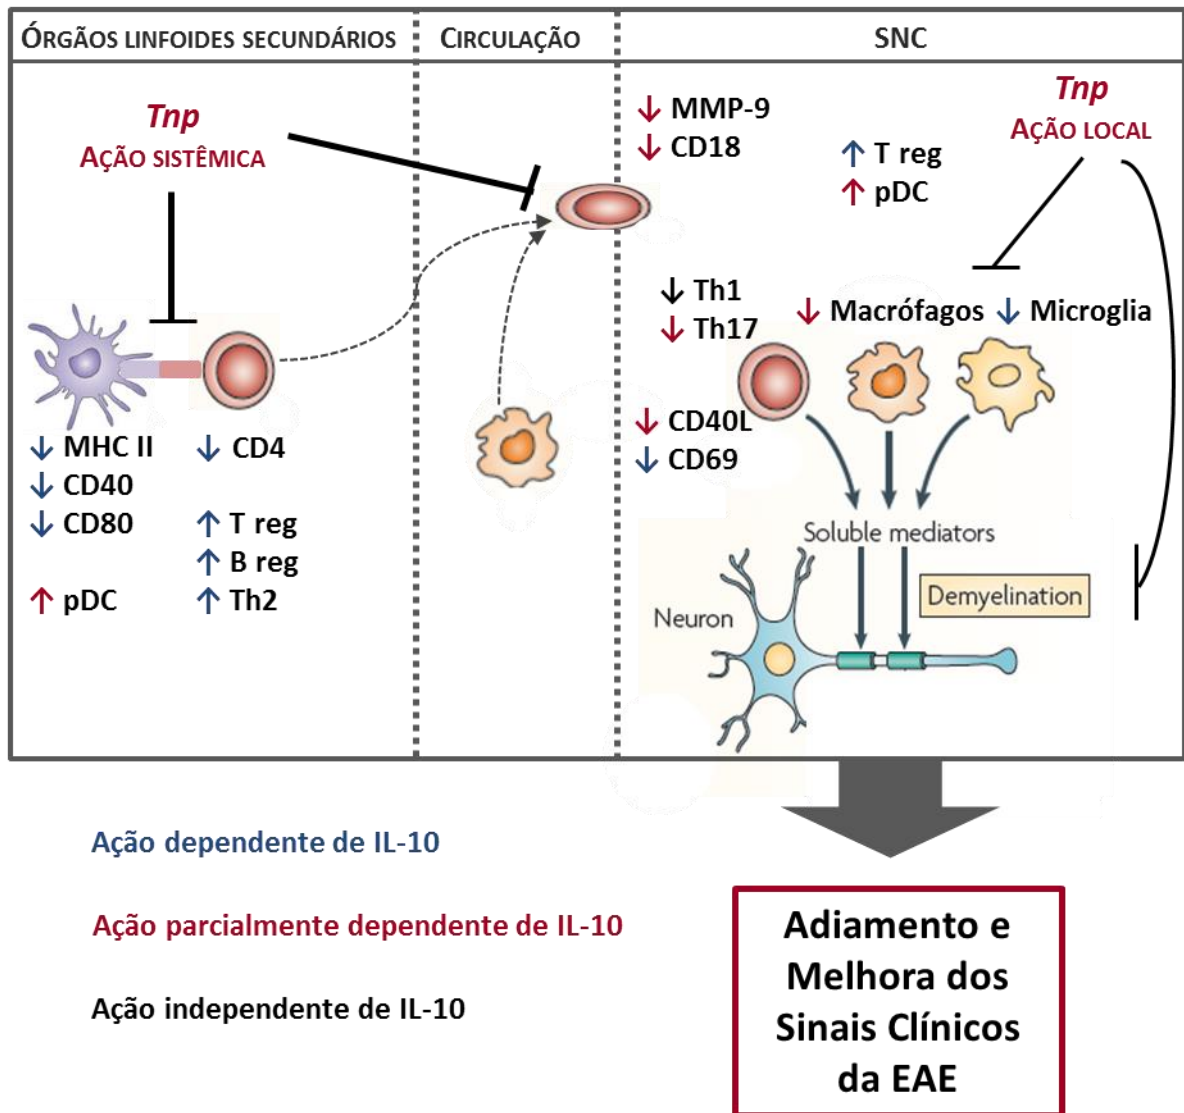 ÓRGÃOS LINFOIDES SECUNDÁRIOS
CIRCULAÇÃO
SNC
Tnp
AÇÃO SISTÊMICA
↓ MHC II
↓ CD40
↓ CD80
↑ pDC
↓ CD4
↑ T reg
↑ B reg
↑ Th2
↓ MMP-9
↓ CD18
↑ T reg
↑ pDC
Tnp
AÇÃO LOCAL
↓ Th1
↓ Th17
↓ Macrófagos
↓ Microglia
↓ CD40L
↓ CD69
Soluble mediators
Demyelination
Neuron
Ação dependente de IL-10
Ação parcialmente dependente de IL-10
Ação independente de IL-10
Adiamento e
Melhora dos
Sinais Clínicos
da EAE